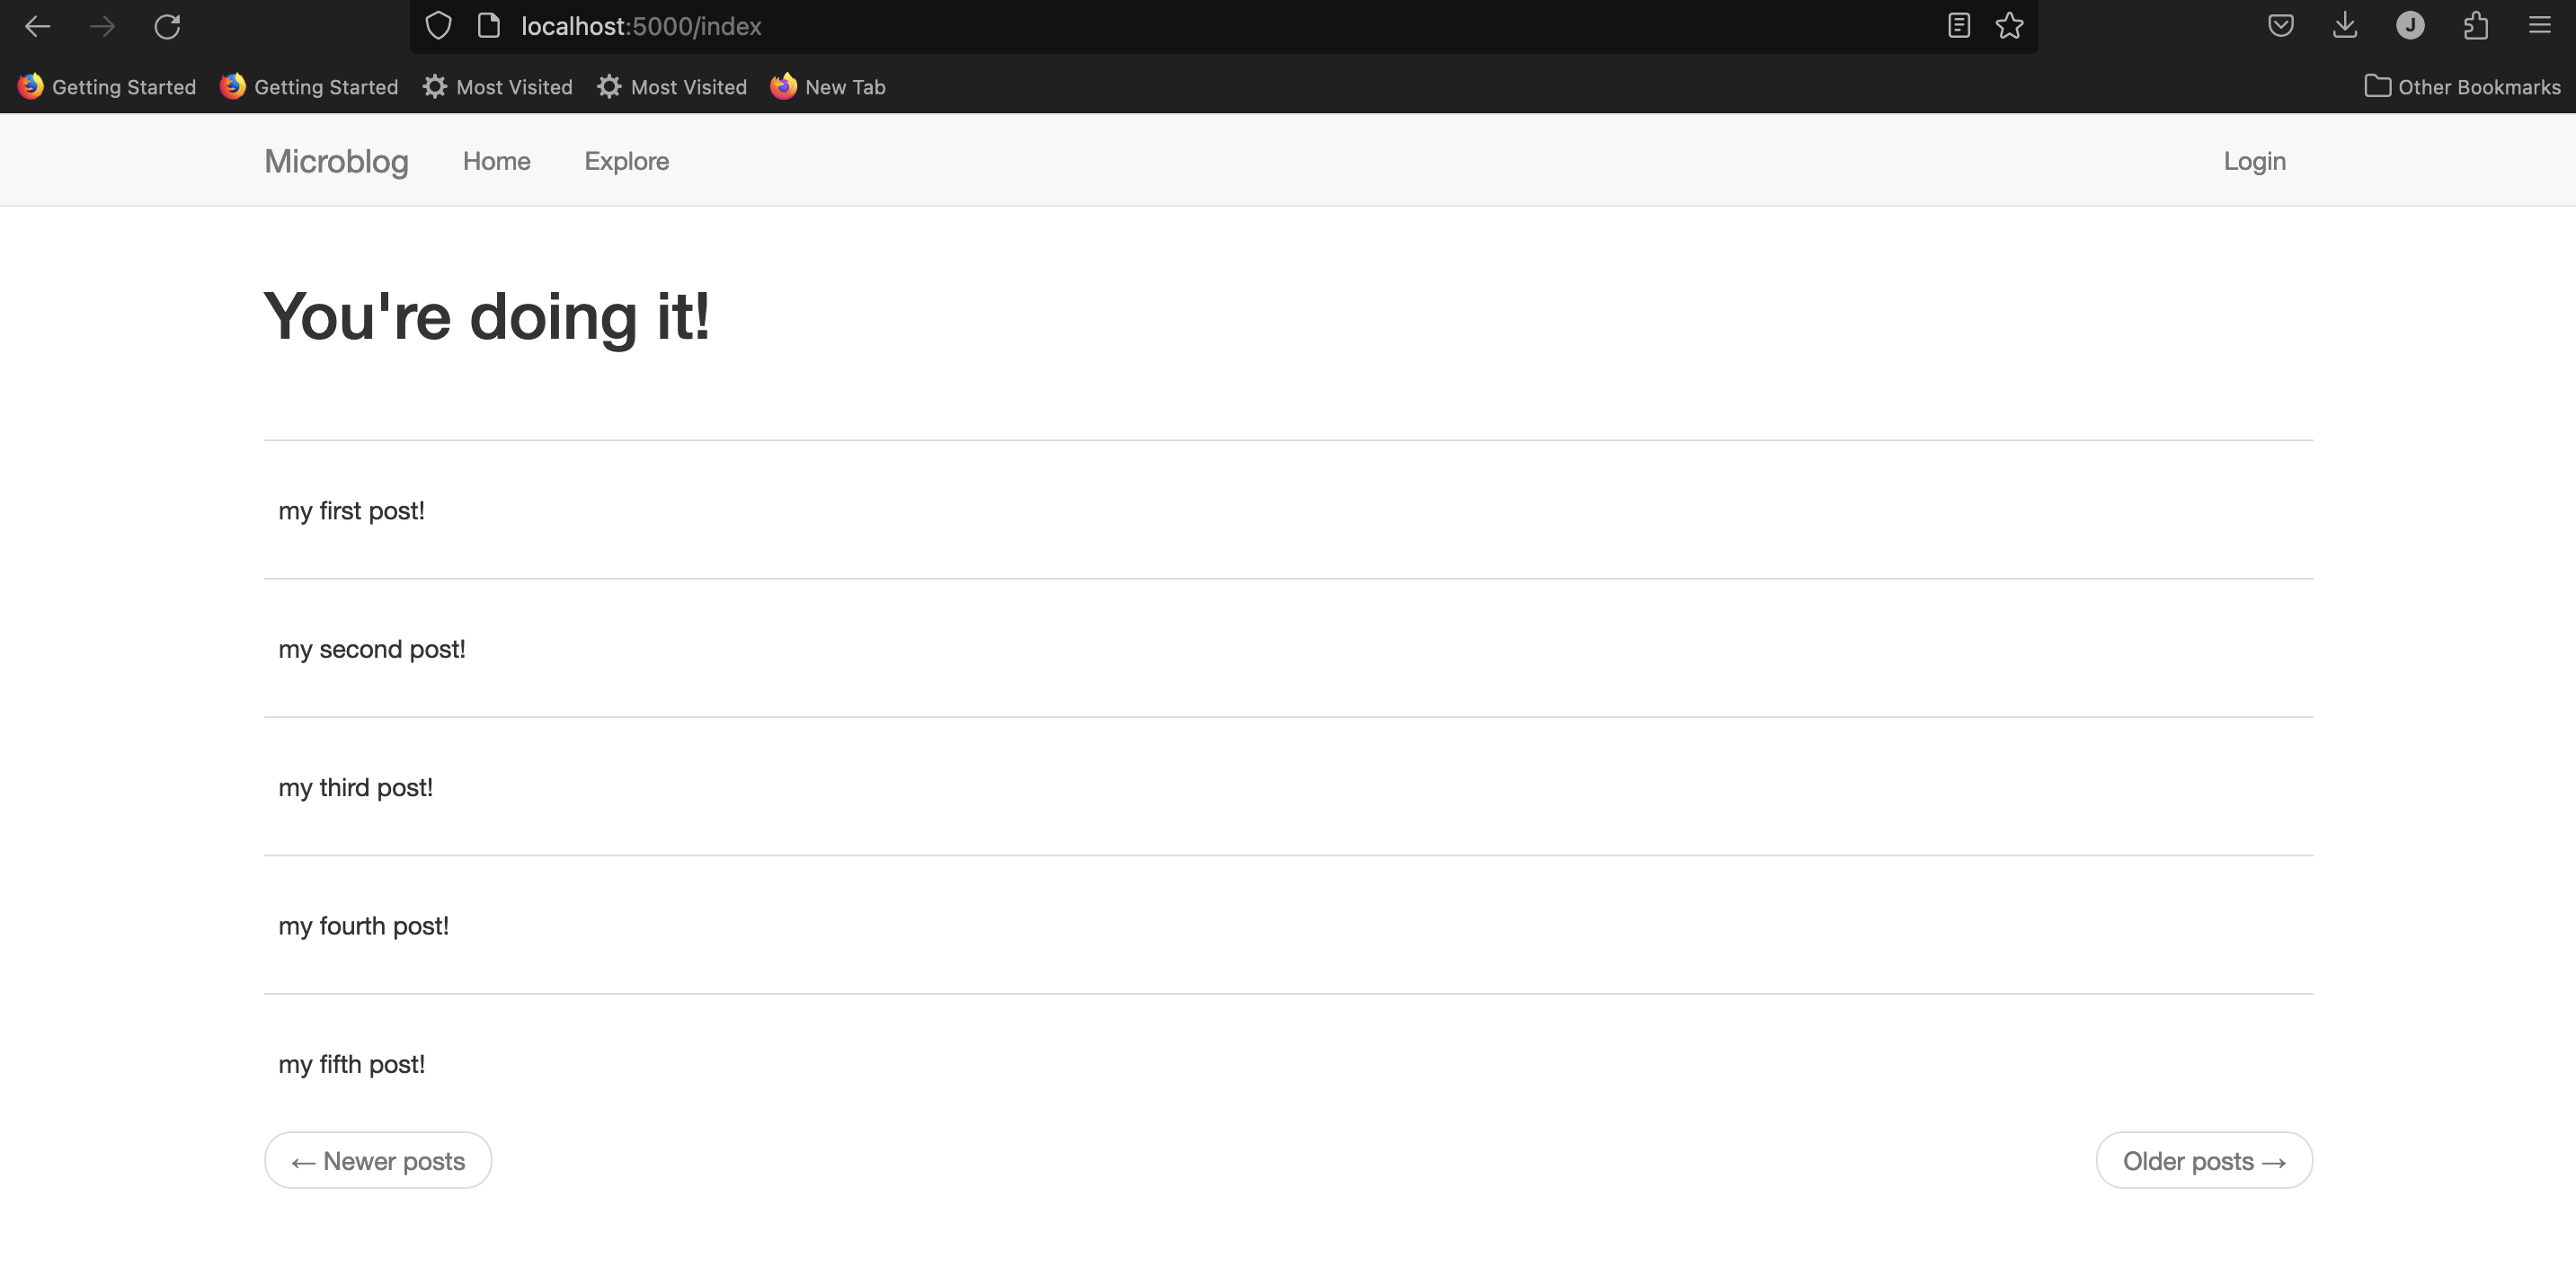 localhost:5000/index
J
Getting Started Getting Started Most Visited Most Visited New Tab Other Bookmarks
Microblog Home Explore Login
You're doing it!
my first post!
my second post!
my third post!
my fourth post!
my fifth post!
← Newer posts Older posts →